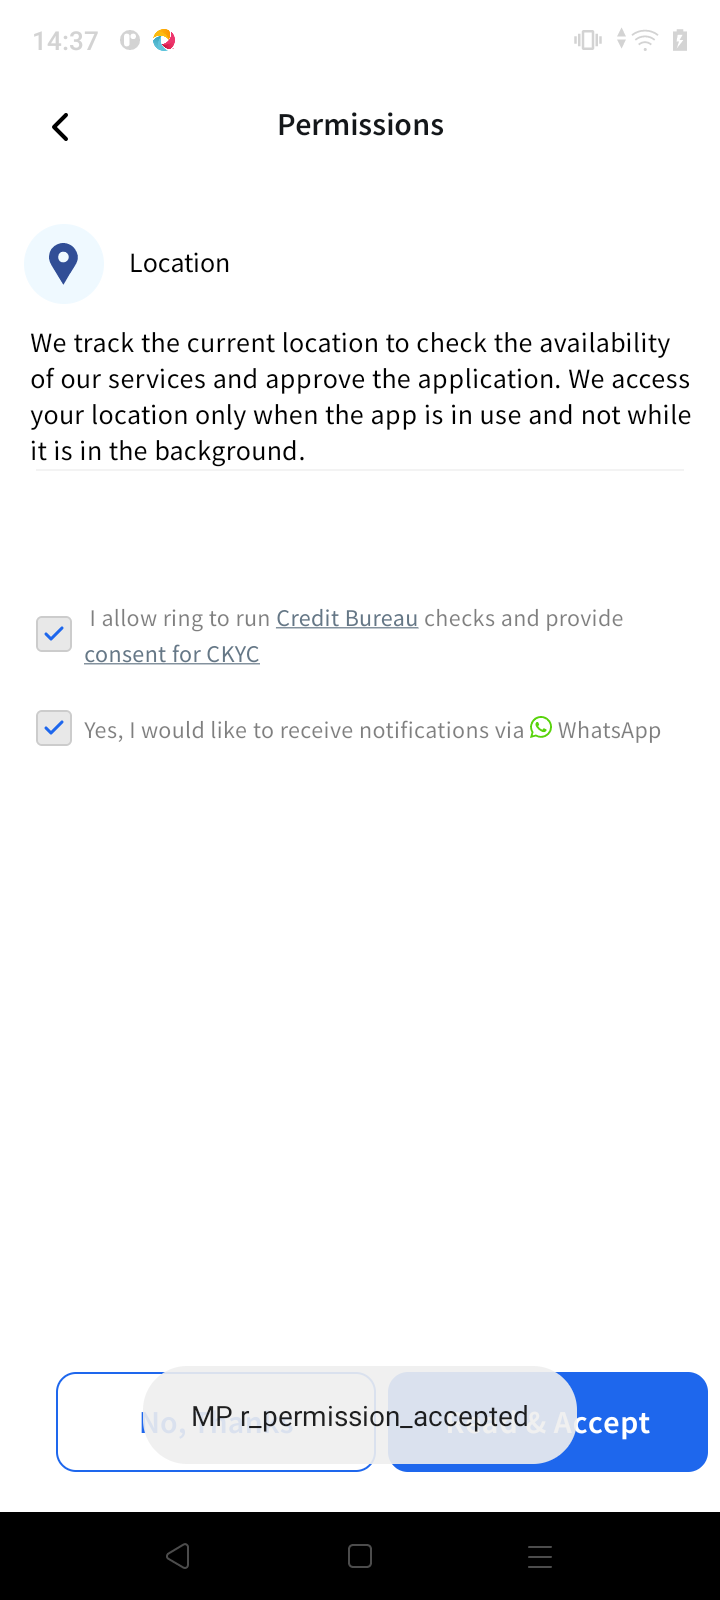 14:37
Permissions
Location
We track the current location to check the availability
of our services and approve the application. We access
your location only when the app is in use and not while
it is in the background.
I allow ring to run Credit Bureau checks and provide
consent for CKYC
Yes, I would like to receive notifications via WhatsApp
No, Thanks
Read & Accept
MP r_permission_accepted